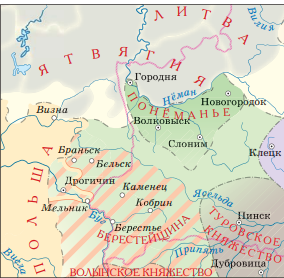 ЛИТВА
Вилия
ЯТВЯГИЯ
Городня
Нёман
Новогородок
ПОНЁМАНЬЕ
Визна
Волковыск
Слоним
Клецк
Браньск
Бельск
ПОЛЬША
Дрогичин
Каменец
Ясельда
Мельник
Кобрин
Буг
Берестье
Пинск
БЕРЕСТЕЙЩИНА
ТУРОВСКОЕ
КНЯЖЕСТВО
Висла
Припять
Дубровица
ВОЛЫНСКОЕ КНЯЖЕСТВО